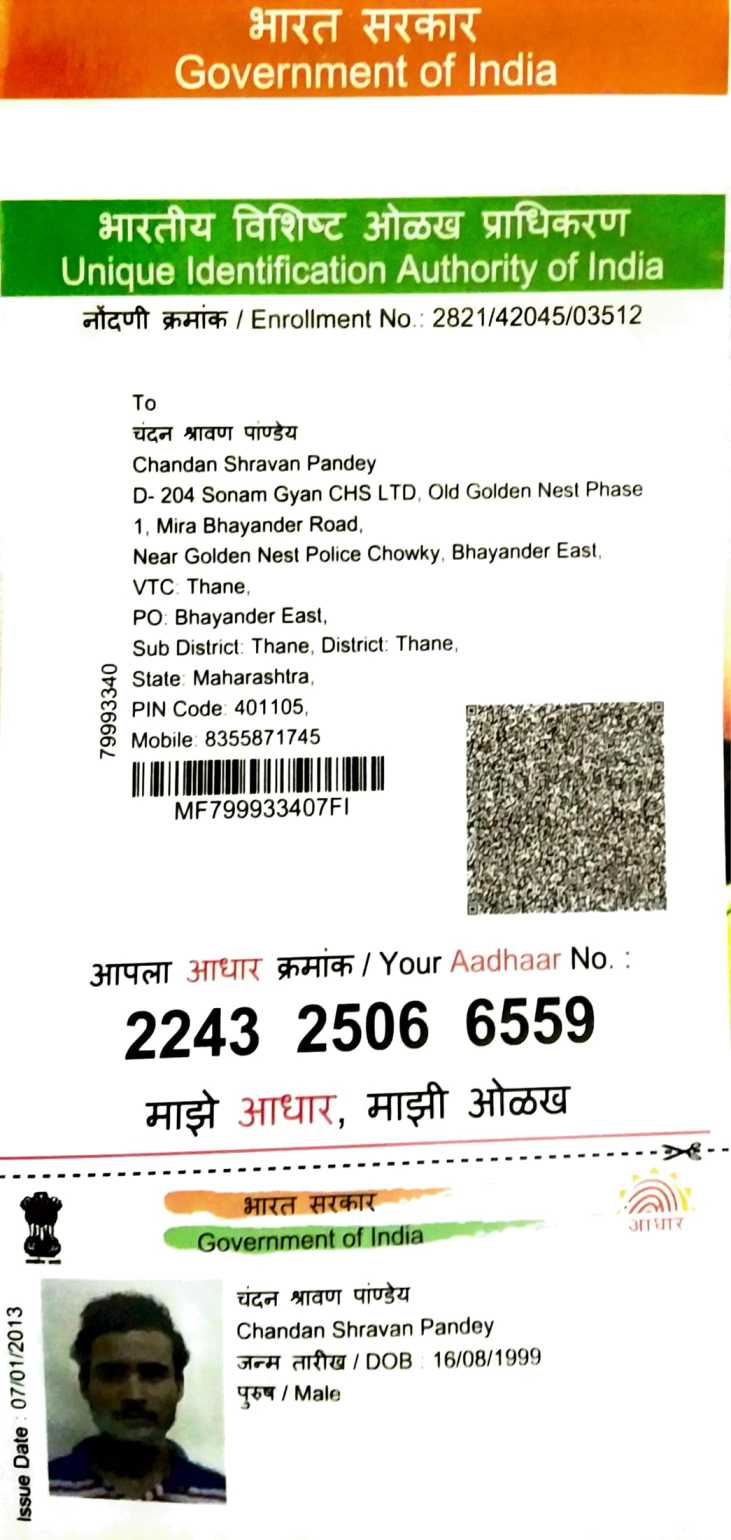 भारत सरकार
Government of India
भारतीय विशिष्ट ओळख प्राधिकरण
Unique Identification Authority of India
नोंदणी क्रमांक / Enrollment No.: 2821/42045/03512
To
चंदन श्रावण पाण्डेय
Chandan Shravan Pandey
D- 204 Sonam Gyan CHS LTD, Old Golden Nest Phase
1, Mira Bhayander Road,
Near Golden Nest Police Chowky, Bhayander East,
VTC: Thane,
PO: Bhayander East,
Sub District: Thane, District: Thane,
State: Maharashtra,
PIN Code: 401105,
Mobile: 8355871745
79993340
MF799933407FI
आपला आधार क्रमांक / Your Aadhaar No. :
2243 2506 6559
माझे आधार, माझी ओळख
भारत सरकार
Government of India
आधार
Issue Date : 07/01/2013
चंदन श्रावण पांण्डेय
Chandan Shravan Pandey
जन्म तारीख / DOB : 16/08/1999
पुरुष / Male